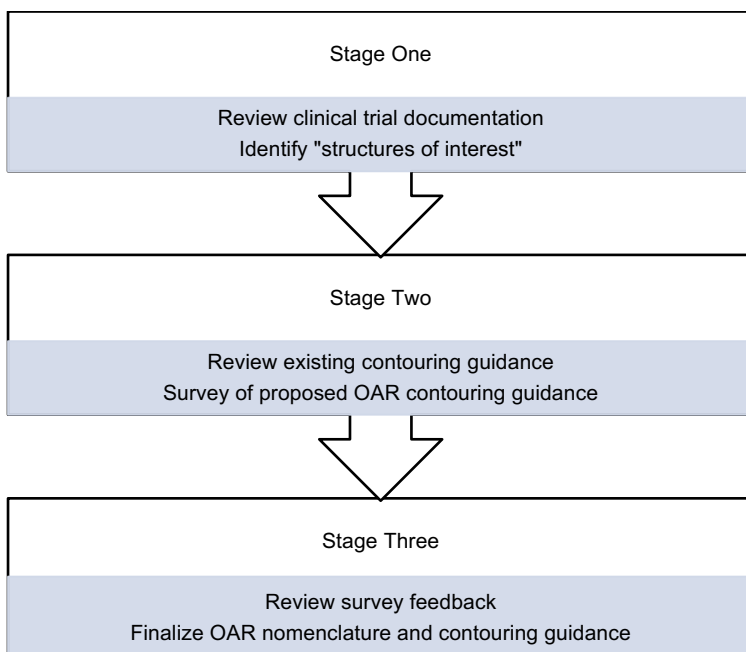 Stage One
Review clinical trial documentation
Identify "structures of interest"
Stage Two
Review existing contouring guidance
Survey of proposed OAR contouring guidance
Stage Three
Review survey feedback
Finalize OAR nomenclature and contouring guidance